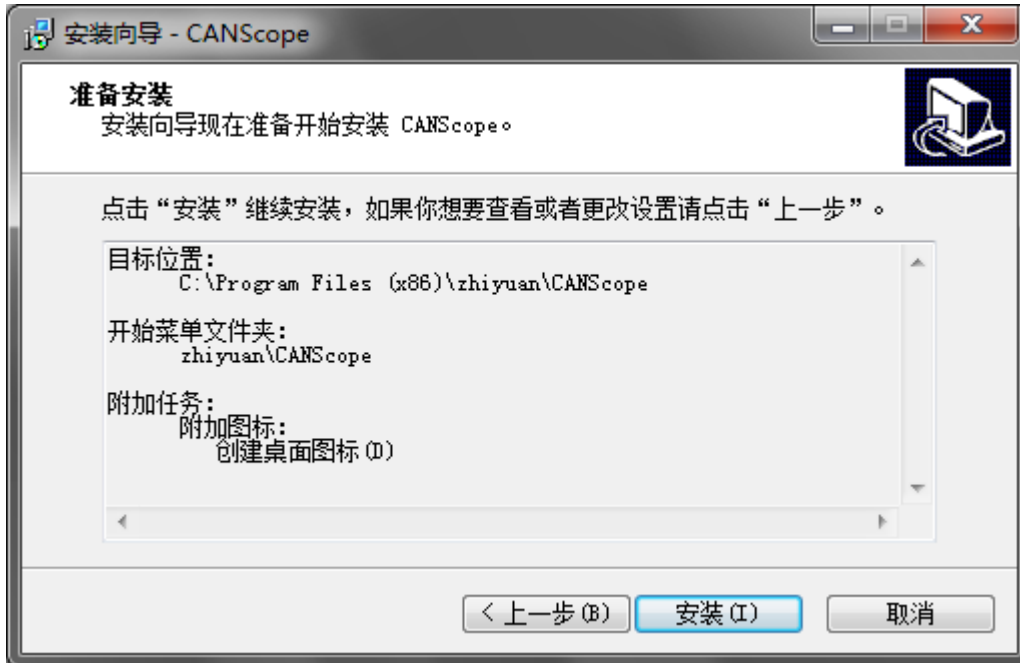 安装向导 - CANScope
准备安装
安装向导现在准备开始安装 CANScope。
点击“安装”继续安装，如果你想要查看或者更改设置请点击“上一步”。
目标位置：
C:\Program Files (x86)\zhiyuan\CANScope
开始菜单文件夹：
zhiyuan\CANScope
附加任务：
附加图标：
创建桌面图标(D)
< 上一步(B)
安装(I)
取消